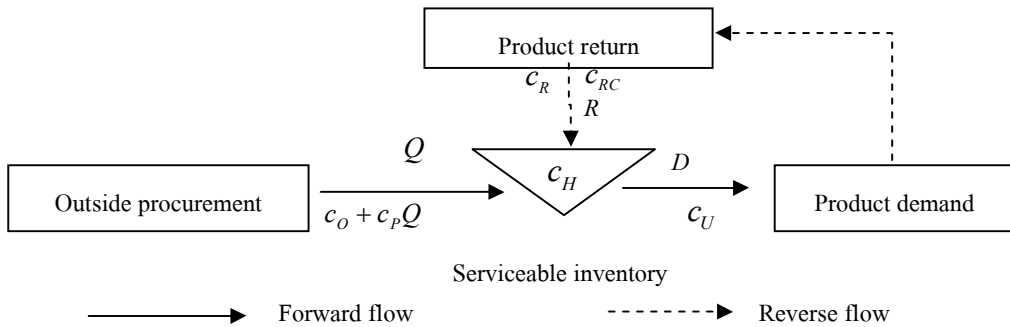 Product return
c_R c_RC
R
Q
c_H
D
Outside procurement
c_O + c_P Q
c_U
Product demand
Serviceable inventory
Forward flow
Reverse flow